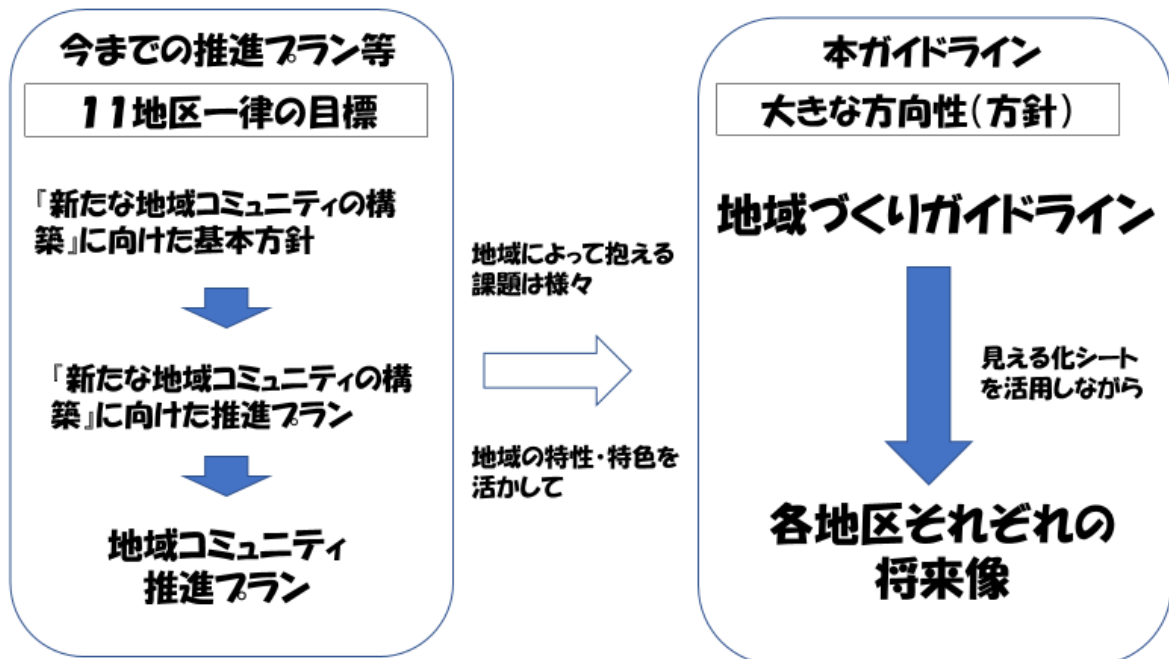 今までの推進プラン等
11地区一律の目標
『新たな地域コミュニティの構
築』に向けた基本方針
『新たな地域コミュニティの構
築』に向けた推進プラン
地域コミュニティ
推進プラン
地域によって抱える
課題は様々
地域の特性・特色を
活かして
本ガイドライン
大きな方向性(方針)
地域づくりガイドライン
見える化シート
を活用しながら
各地区それぞれの
将来像